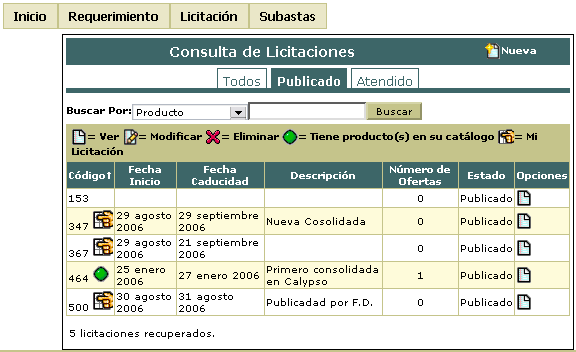 Inicio Requerimiento Licitación Subastas
Consulta de Licitaciones Nueva
Todos Publicado Atendido
Buscar Por: Producto Buscar
= Ver = Modificar = Eliminar = Tiene producto(s) en su catálogo = Mi
Licitación
Código↑ Fecha Inicio Fecha Caducidad Descripción Número de Ofertas Estado Opciones
153 0 Publicado
347 29 agosto 2006 29 septiembre 2006 Nueva Cosolidada 0 Publicado
367 29 agosto 2006 21 septiembre 2006 0 Publicado
464 25 enero 2006 27 enero 2006 Primero consolidada en Calypso 1 Publicado
500 30 agosto 2006 31 agosto 2006 Publicadad por F.D. 0 Publicado
5 licitaciones recuperados.